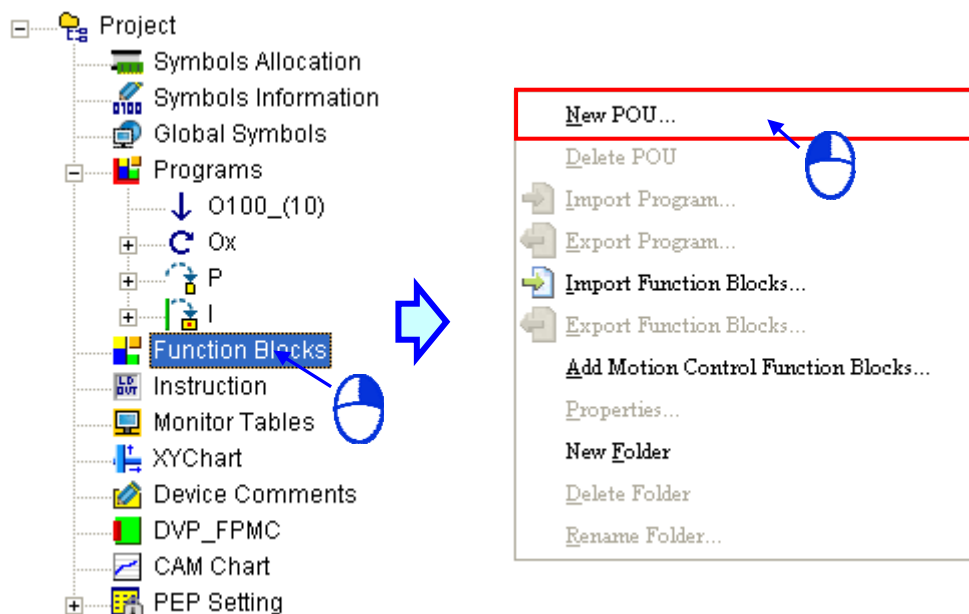 Project
Symbols Allocation
Symbols Information
Global Symbols
Programs
O100_(10)
Ox
P
I
Function Blocks
Instruction
Monitor Tables
XYChart
Device Comments
DVP_FPMC
CAM Chart
PEP Setting
New POU...
Delete POU
Import Program...
Export Program...
Import Function Blocks...
Export Function Blocks...
Add Motion Control Function Blocks...
Properties...
New Folder
Delete Folder
Rename Folder...